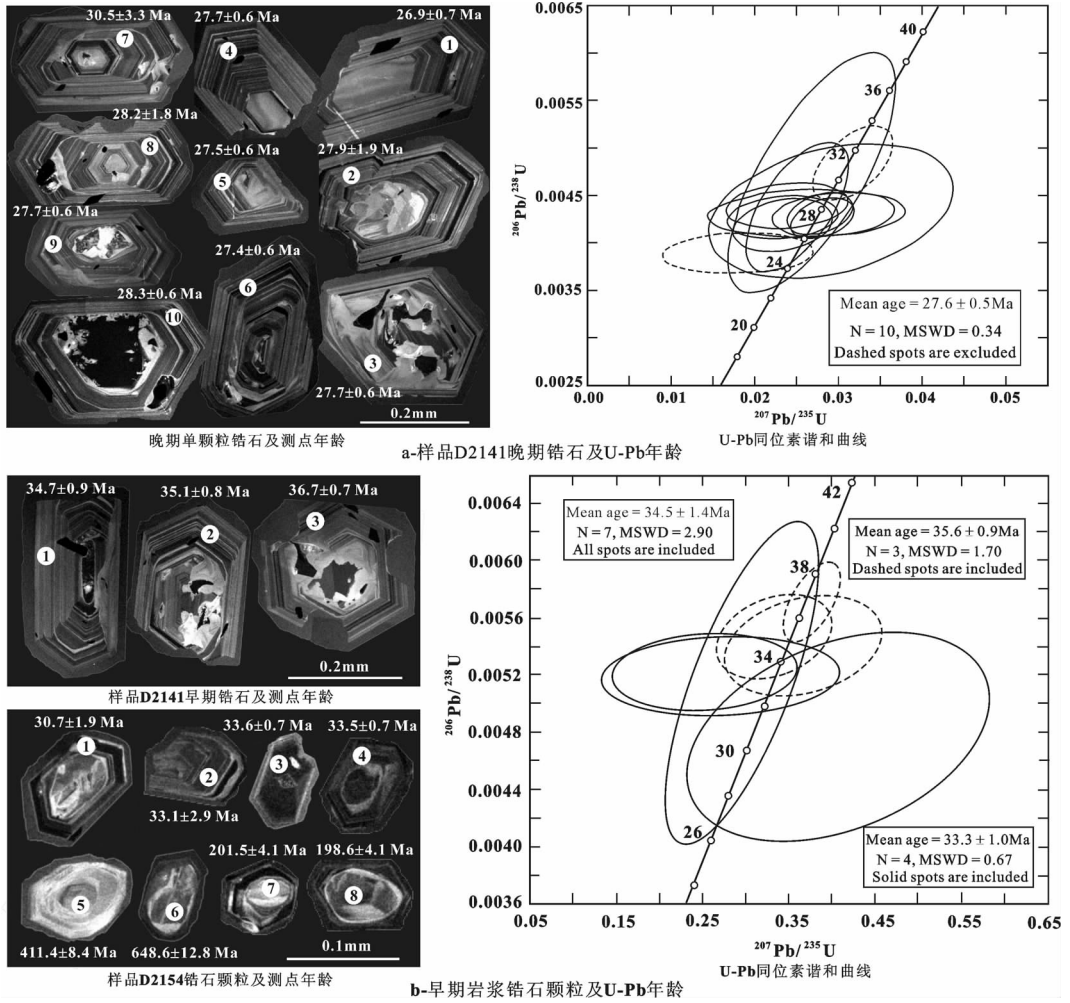 30.5±3.3 Ma
7
27.7±0.6 Ma
4
26.9±0.7 Ma
1
28.2±1.8 Ma
8
27.5±0.6 Ma
5
27.9±1.9 Ma
2
27.7±0.6 Ma
9
27.4±0.6 Ma
6
28.3±0.6 Ma
10
3
27.7±0.6 Ma
0.2mm
晚期单颗粒锆石及测点年龄
0.0065
0.0055
0.0045
0.0035
0.0025
206Pb/238U
40
36
32
28
24
20
Mean age = 27.6 ± 0.5Ma
N = 10, MSWD = 0.34
Dashed spots are excluded
0.00
0.01
0.02
0.03
0.04
0.05
207Pb/235U
U-Pb同位素谐和曲线
a-样品D2141晚期锆石及U-Pb年龄
34.7±0.9 Ma
1
35.1±0.8 Ma
2
36.7±0.7 Ma
3
0.2mm
样品D2141早期锆石及测点年龄
30.7±1.9 Ma
1
33.1±2.9 Ma
2
33.6±0.7 Ma
3
33.5±0.7 Ma
4
411.4±8.4 Ma
5
648.6±12.8 Ma
6
201.5±4.1 Ma
7
198.6±4.1 Ma
8
0.1mm
样品D2154锆石颗粒及测点年龄
0.0064
0.0060
0.0056
0.0052
0.0048
0.0044
0.0040
0.0036
206Pb/238U
42
38
34
30
26
Mean age = 34.5 ± 1.4Ma
N = 7, MSWD = 2.90
All spots are included
Mean age = 35.6 ± 0.9Ma
N = 3, MSWD = 1.70
Dashed spots are included
Mean age = 33.3 ± 1.0Ma
N = 4, MSWD = 0.67
Solid spots are included
0.05
0.15
0.25
0.35
0.45
0.55
0.65
207Pb/235U
U-Pb同位素谐和曲线
b-早期岩浆锆石颗粒及U-Pb年龄